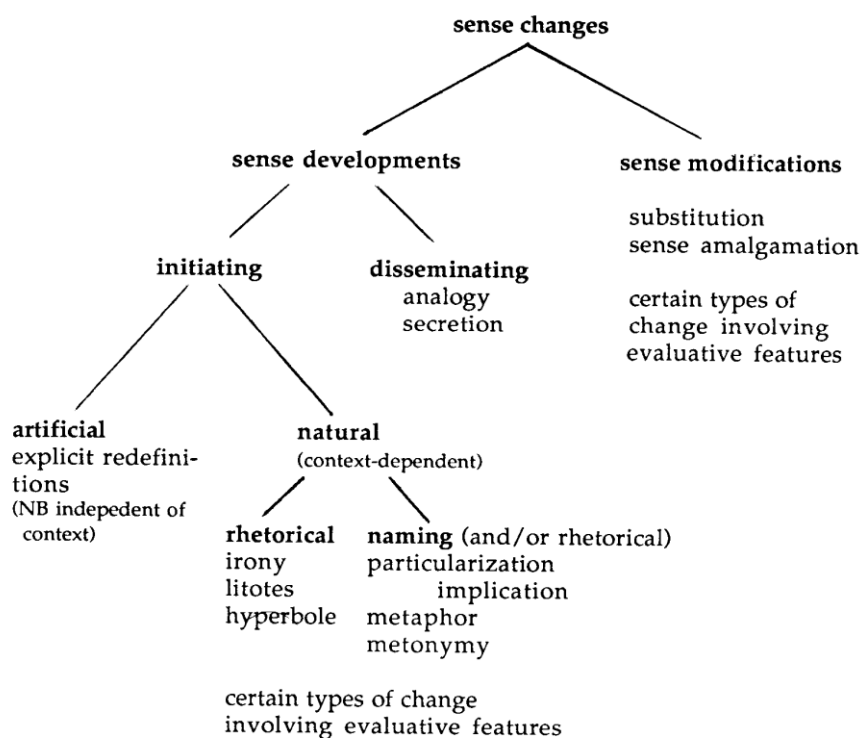 sense changes
sense developments
sense modifications
substitution
sense amalgamation
certain types of
change involving
evaluative features
initiating
disseminating
analogy
secretion
artificial
explicit redefini-
tions
(NB indepedent of
context)
natural
(context-dependent)
rhetorical
irony
litotes
hyperbole
naming (and/or rhetorical)
particularization
implication
metaphor
metonymy
certain types of change
involving evaluative features